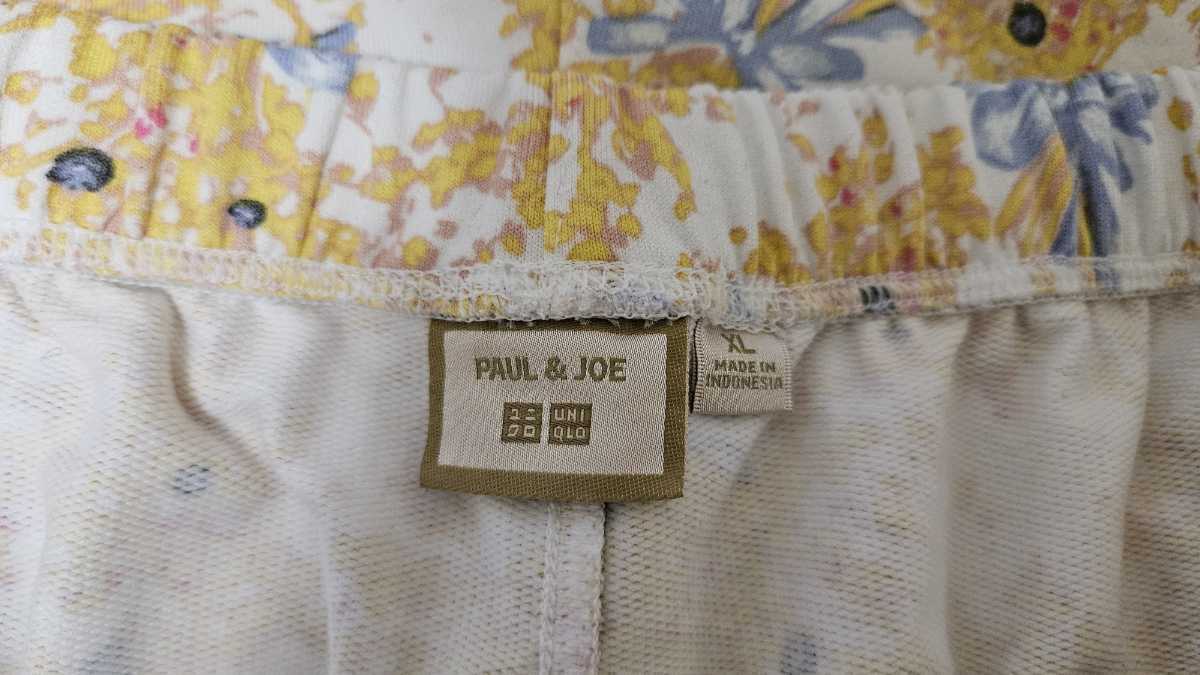 PAUL & JOE
ユニ UNI
クロ QLO
XL
MADE IN
INDONESIA